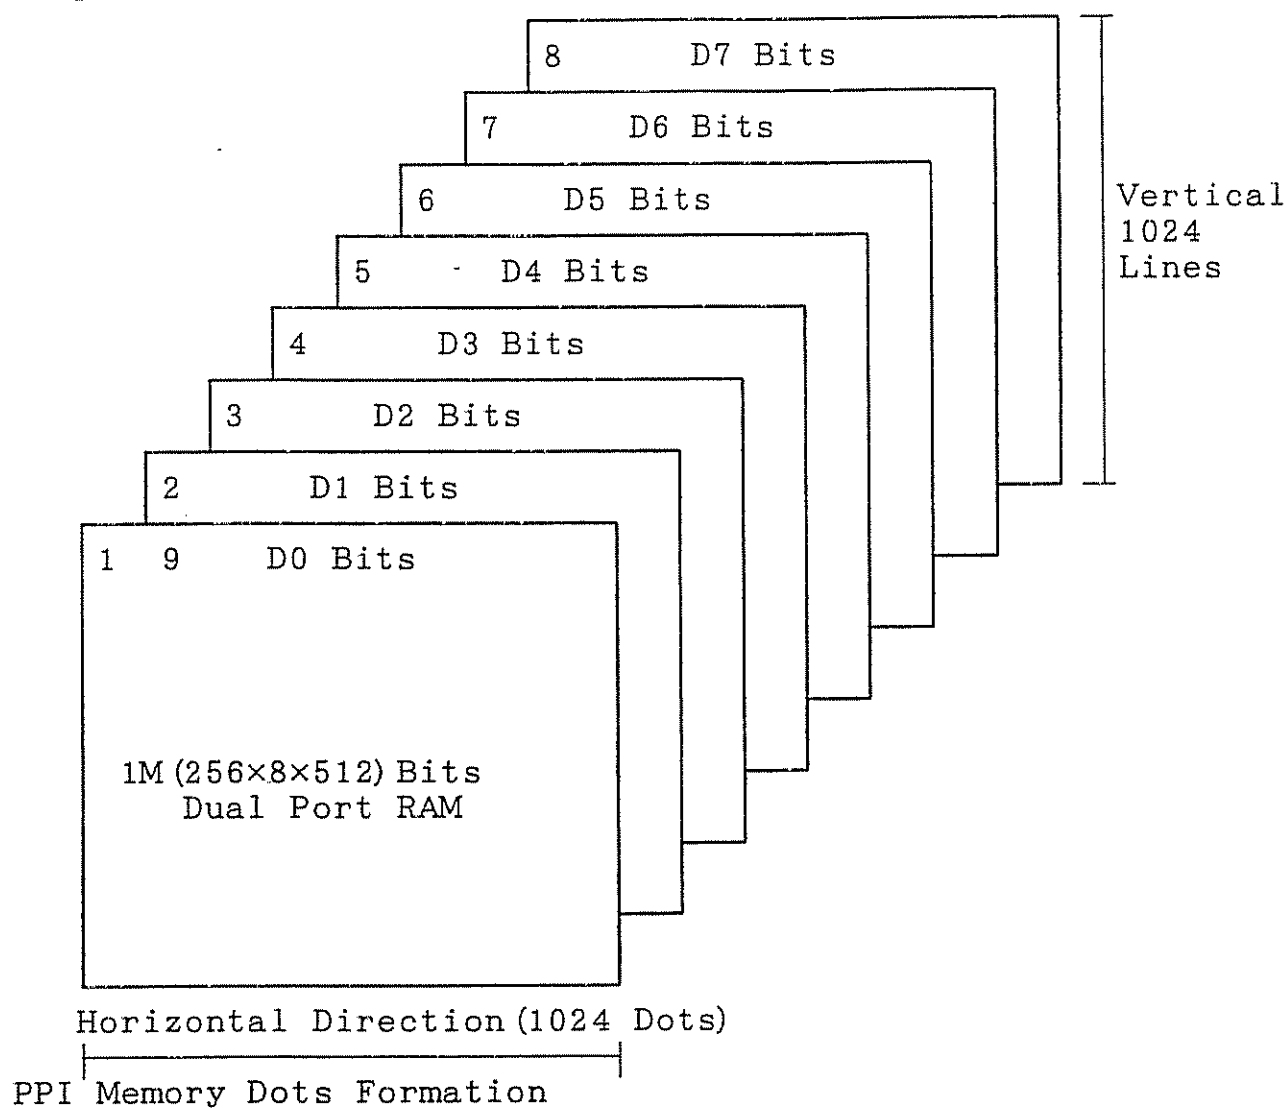 8 D7 Bits
7 D6 Bits
6 D5 Bits
5 D4 Bits
4 D3 Bits
3 D2 Bits
2 D1 Bits
1 9 D0 Bits
1M (256×8×512) Bits
Dual Port RAM
Vertical
1024
Lines
Horizontal Direction (1024 Dots)
PPI Memory Dots Formation